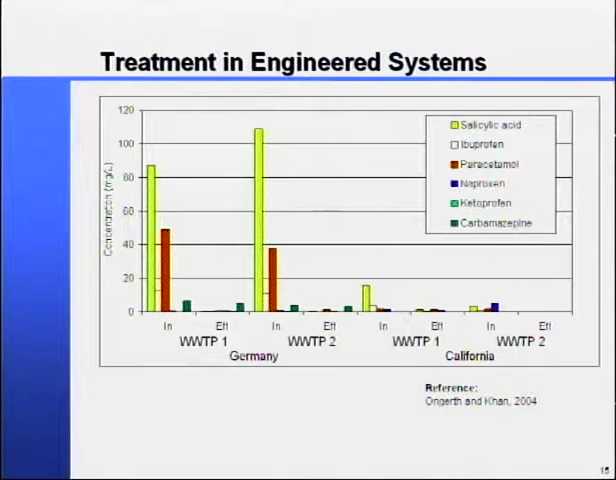 Treatment in Engineered Systems
120
100
80
60
40
20
0
Concentration (mg/L)
Salicylic acid
Ibuprofen
Paracetamol
Naproxen
Ketoprofen
Carbamazepine
In Eff In Eff In Eff In Eff
WWTP 1 WWTP 2 WWTP 1 WWTP 2
Germany California
Reference:
Ongerth and Khan, 2004
15